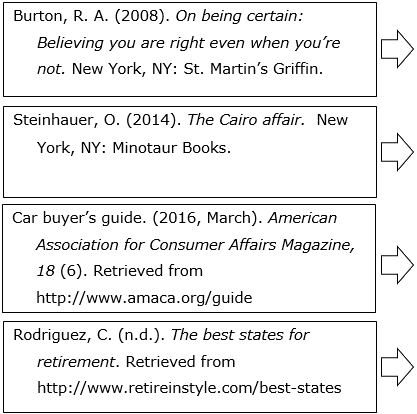 Burton, R. A. (2008). On being certain:
Believing you are right even when you’re
not. New York, NY: St. Martin’s Griffin.
Steinhauer, O. (2014). The Cairo affair. New
York, NY: Minotaur Books.
Car buyer’s guide. (2016, March). American
Association for Consumer Affairs Magazine,
18 (6). Retrieved from
http://www.amaca.org/guide
Rodriguez, C. (n.d.). The best states for
retirement. Retrieved from
http://www.retireinstyle.com/best-states